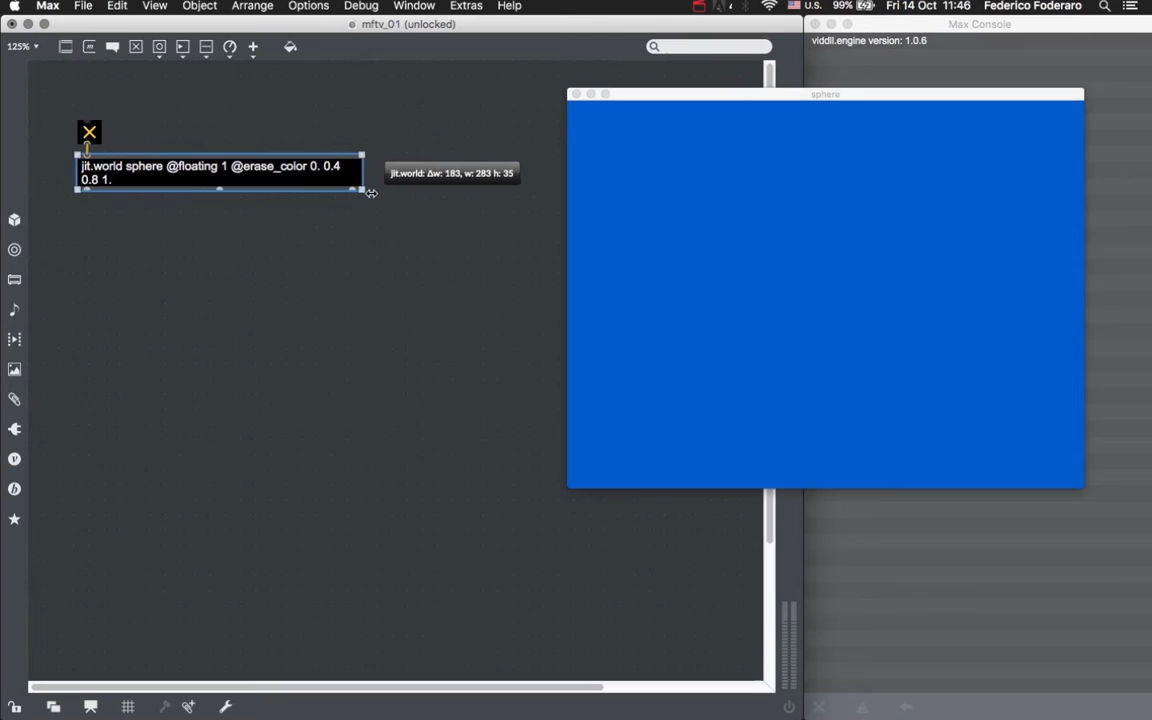 Max File Edit View Object Arrange Options Debug Window Extras Help
4 U.S. 99% Fri 14 Oct 11:46 Federico Foderaro
mftv_01 (unlocked)
Max Console
125%
viddll.engine version: 1.0.6
sphere
jit.world sphere @floating 1 @erase_color 0. 0.4
0.8 1.
jit.world: Δw: 183, w: 283 h: 35